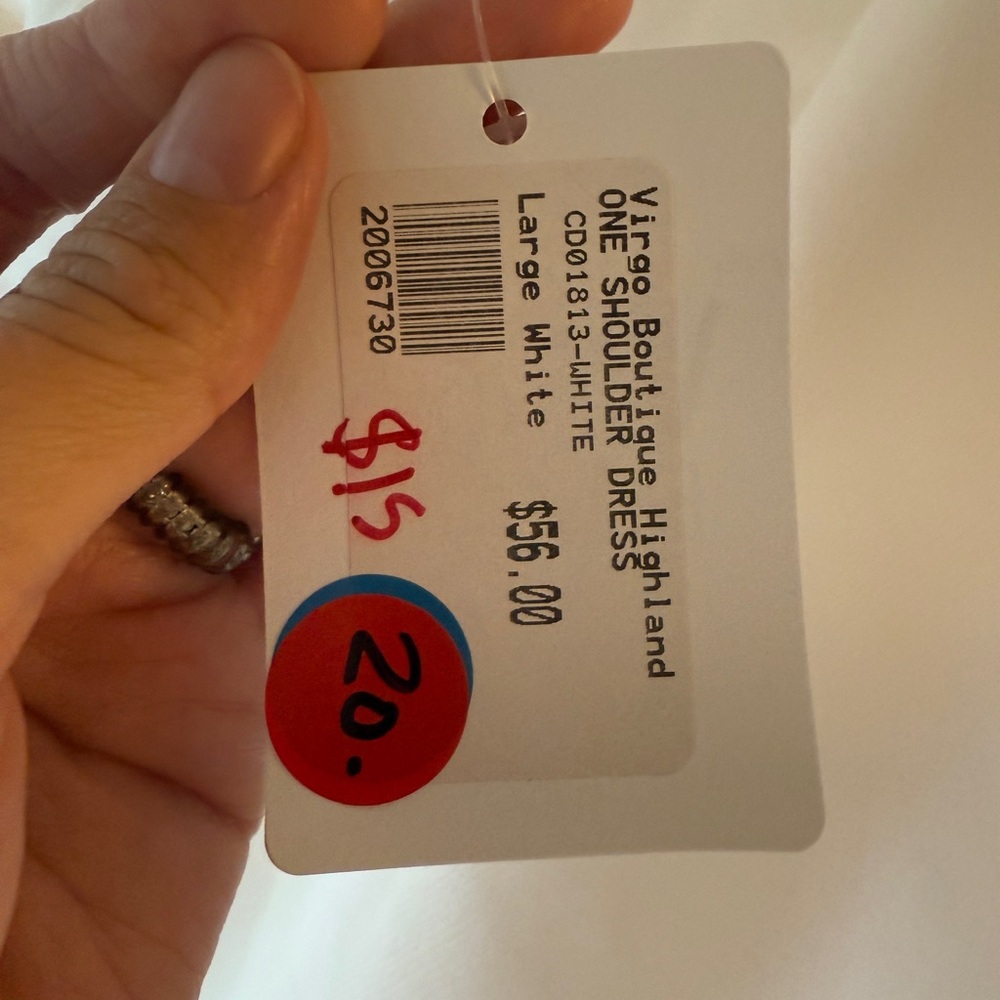 Virgo Boutique Highland
ONE SHOULDER DRESS
CD01813-WHITE
Large White
$56.00
2006730
$15
20.